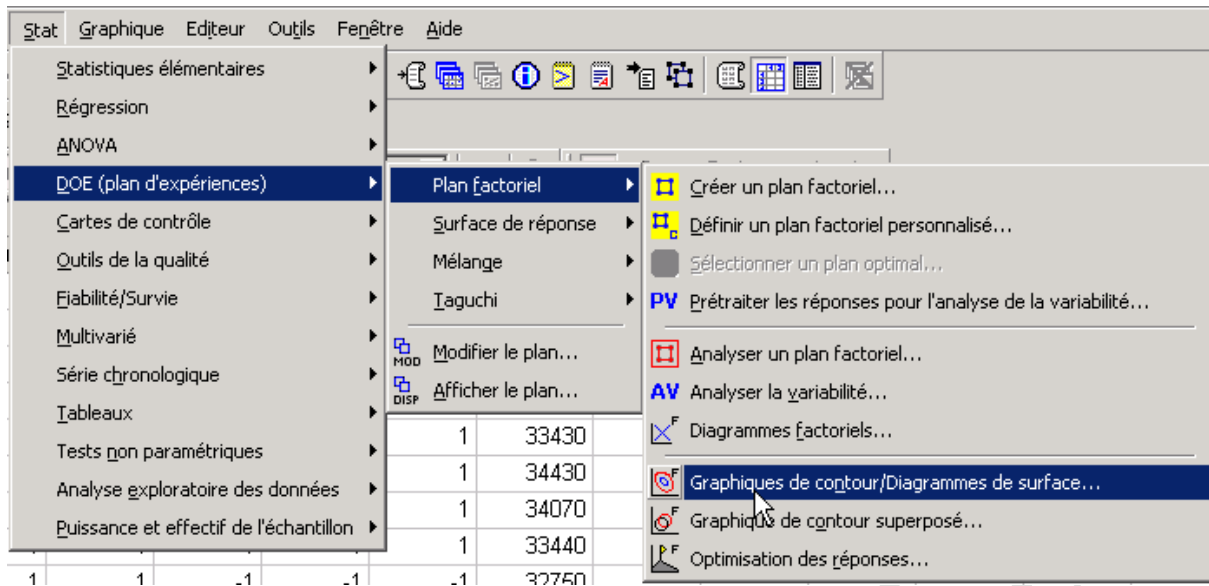 Stat Graphique Editeur Outils Fenêtre Aide
Statistiques élémentaires
Régression
ANOVA
DOE (plan d'expériences)
Cartes de contrôle
Outils de la qualité
Fiabilité/Survie
Multivarié
Série chronologique
Tableaux
Tests non paramétriques
Analyse exploratoire des données
Puissance et effectif de l'échantillon
Plan factoriel
Surface de réponse
Mélange
Taguchi
MOD Modifier le plan...
DISP Afficher le plan...
Créer un plan factoriel...
C Définir un plan factoriel personnalisé...
Sélectionner un plan optimal...
PV Prétraiter les réponses pour l'analyse de la variabilité...
Analyser un plan factoriel...
AV Analyser la variabilité...
F Diagrammes factoriels...
F Graphiques de contour/Diagrammes de surface...
F Graphique de contour superposé...
F Optimisation des réponses...
1 33430
1 34430
1 34070
1 33440
1 1 -1 -1 -1 32750